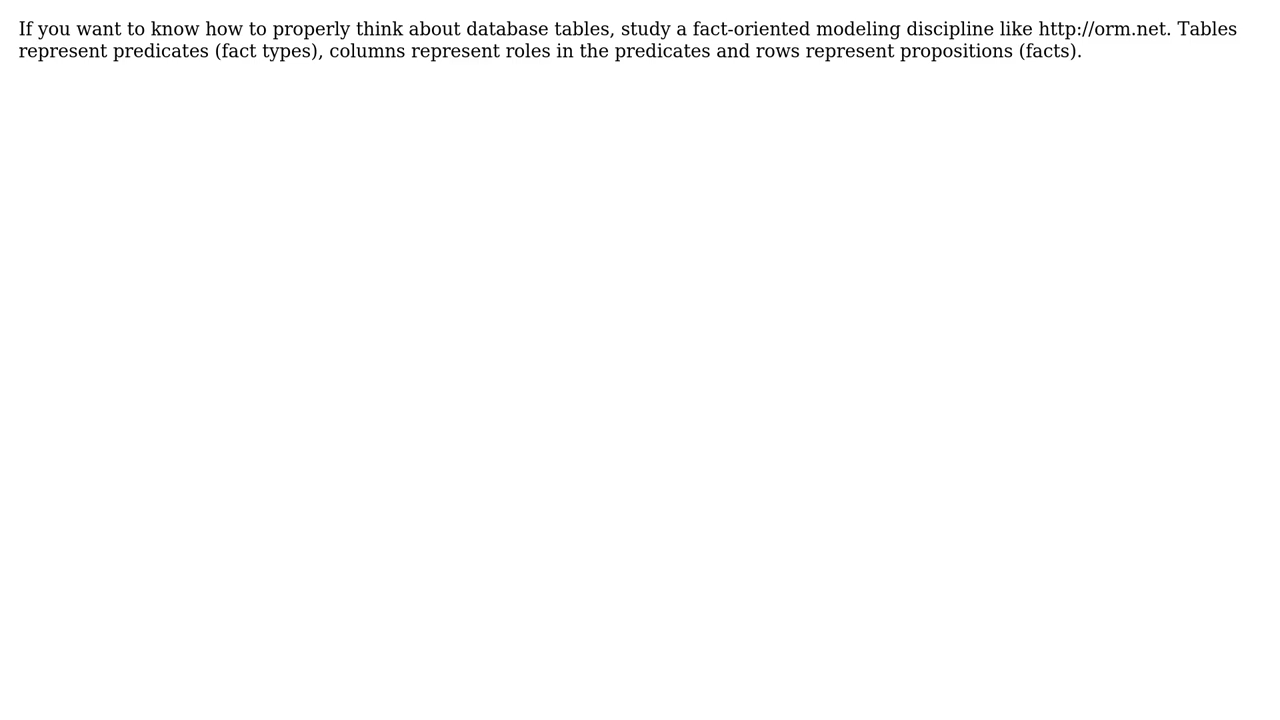 If you want to know how to properly think about database tables, study a fact-oriented modeling discipline like http://orm.net. Tables
represent predicates (fact types), columns represent roles in the predicates and rows represent propositions (facts).